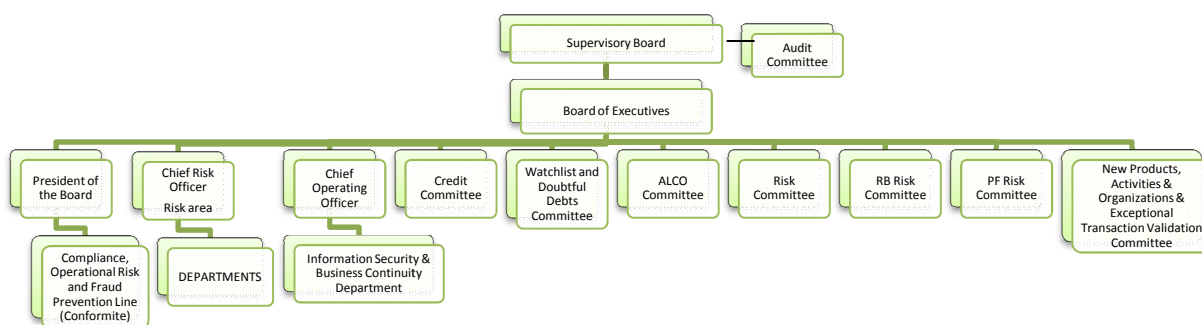 Supervisory Board
Audit
Committee
Board of Executives
President of
the Board
Chief Risk
Officer
Risk area
Chief
Operating
Officer
Credit
Committee
Watchlist and
Doubtful
Debts
Committee
ALCO
Committee
Risk
Committee
RB Risk
Committee
PF Risk
Committee
New Products,
Activities &
Organizations &
Exceptional
Transaction Validation
Committee
Compliance,
Operational Risk
and Fraud
Prevention Line
(Conformite)
DEPARTMENTS
Information Security &
Business Continuity
Department